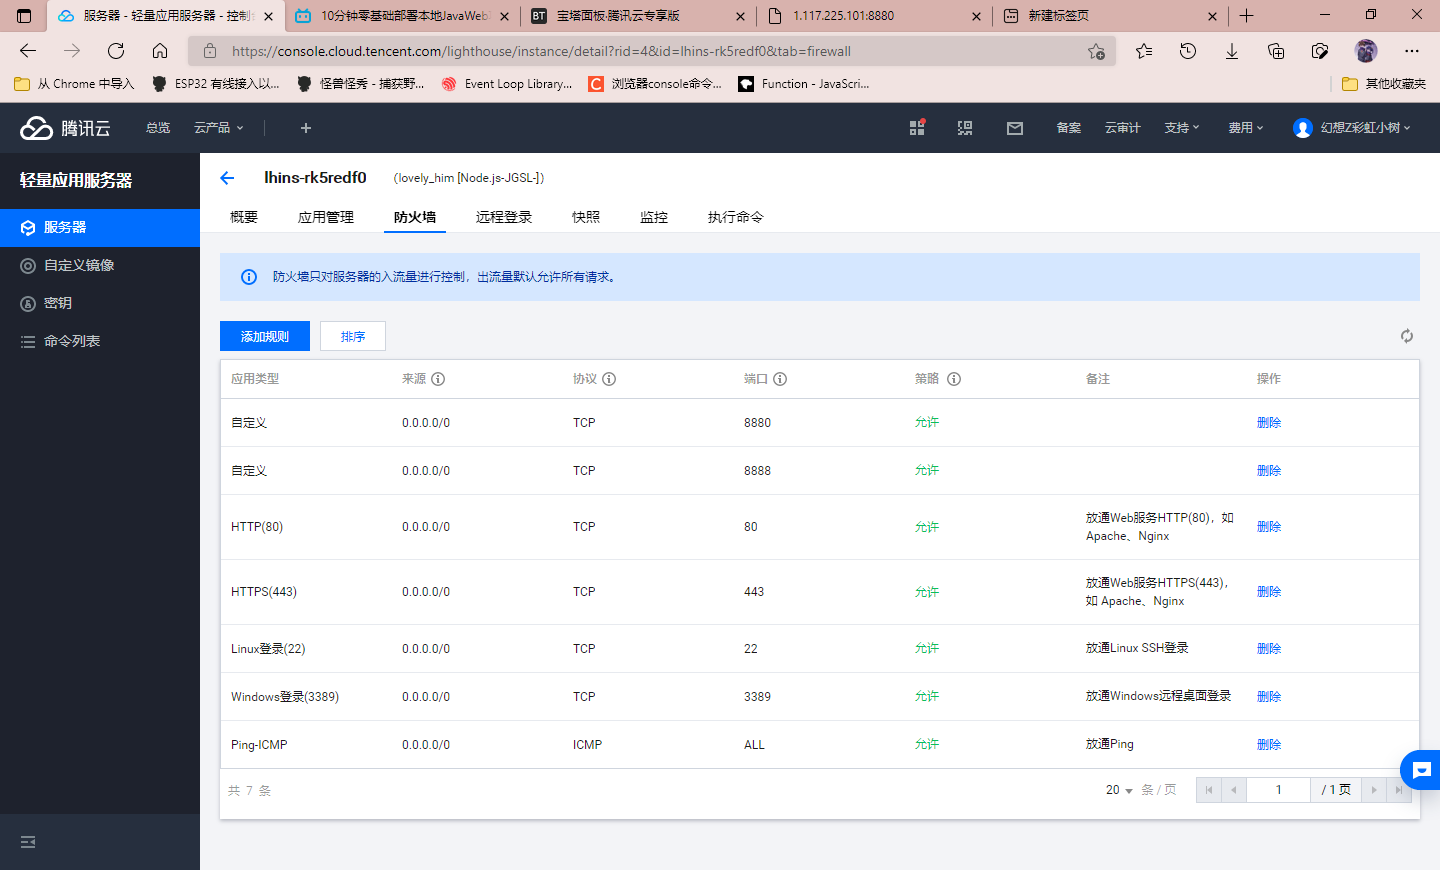 服务器 - 轻量应用服务器 - 控制
10分钟零基础部署本地JavaWeb
BT 宝塔面板·腾讯云专享版
1.117.225.101:8880
新建标签页
https://console.cloud.tencent.com/lighthouse/instance/detail?rid=4&id=lhins-rk5redf0&tab=firewall
从 Chrome 中导入
ESP32 有线接入以...
怪兽怪秀 - 捕获野...
Event Loop Library...
C 浏览器console命令...
Function - JavaScri...
其他收藏夹
腾讯云
总览
云产品
备案
云审计
支持
费用
幻想Z彩虹小树
轻量应用服务器
服务器
自定义镜像
密钥
命令列表
lhins-rk5redf0 (lovely_him [Node.js-JGSL-])
概要 应用管理 防火墙 远程登录 快照 监控 执行命令
防火墙只对服务器的入流量进行控制，出流量默认允许所有请求。
添加规则 排序
应用类型 来源 协议 端口 策略 备注 操作
自定义 0.0.0.0/0 TCP 8880 允许 删除
自定义 0.0.0.0/0 TCP 8888 允许 删除
HTTP(80) 0.0.0.0/0 TCP 80 允许 放通Web服务HTTP(80)，如
Apache、Nginx 删除
HTTPS(443) 0.0.0.0/0 TCP 443 允许 放通Web服务HTTPS(443)，
如 Apache、Nginx 删除
Linux登录(22) 0.0.0.0/0 TCP 22 允许 放通Linux SSH登录 删除
Windows登录(3389) 0.0.0.0/0 TCP 3389 允许 放通Windows远程桌面登录 删除
Ping-ICMP 0.0.0.0/0 ICMP ALL 允许 放通Ping 删除
共 7 条
20 条 / 页
1 / 1 页